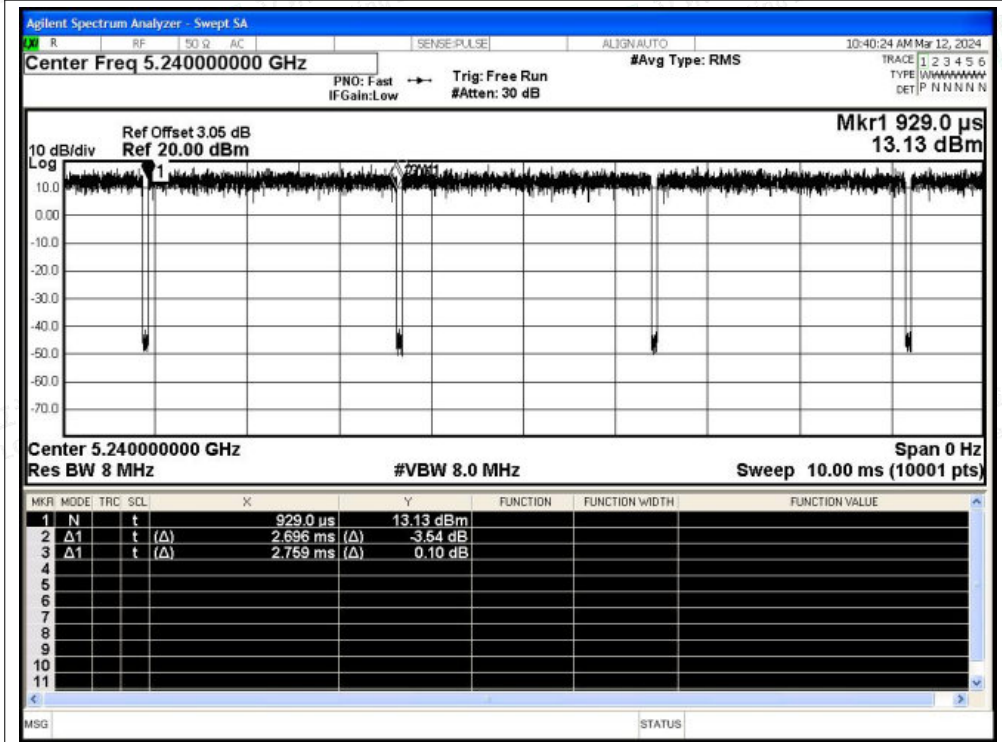 Agilent Spectrum Analyzer - Swept SA
LXI R RF 50 Ω AC SENSE:PULSE ALIGN AUTO 10:40:24 AM Mar 12, 2024
Center Freq 5.240000000 GHz #Avg Type: RMS TRACE 1 2 3 4 5 6
PNO: Fast Trig: Free Run TYPE
IFGain:Low #Atten: 30 dB DET P N N N N N
Mkr1 929.0 µs
Ref Offset 3.05 dB
10 dB/div Ref 20.00 dBm 13.13 dBm
Log
1
10.0
0.00
-10.0
-20.0
-30.0
-40.0
-50.0
-60.0
-70.0
Center 5.240000000 GHz Span 0 Hz
Res BW 8 MHz #VBW 8.0 MHz Sweep 10.00 ms (10001 pts)
MKR MODE TRC SCL X Y FUNCTION FUNCTION WIDTH FUNCTION VALUE
1 N t 929.0 µs 13.13 dBm
2 Δ1 t (Δ) 2.696 ms (Δ) -3.54 dB
3 Δ1 t (Δ) 2.759 ms (Δ) 0.10 dB
4
5
6
7
8
9
10
11
MSG STATUS